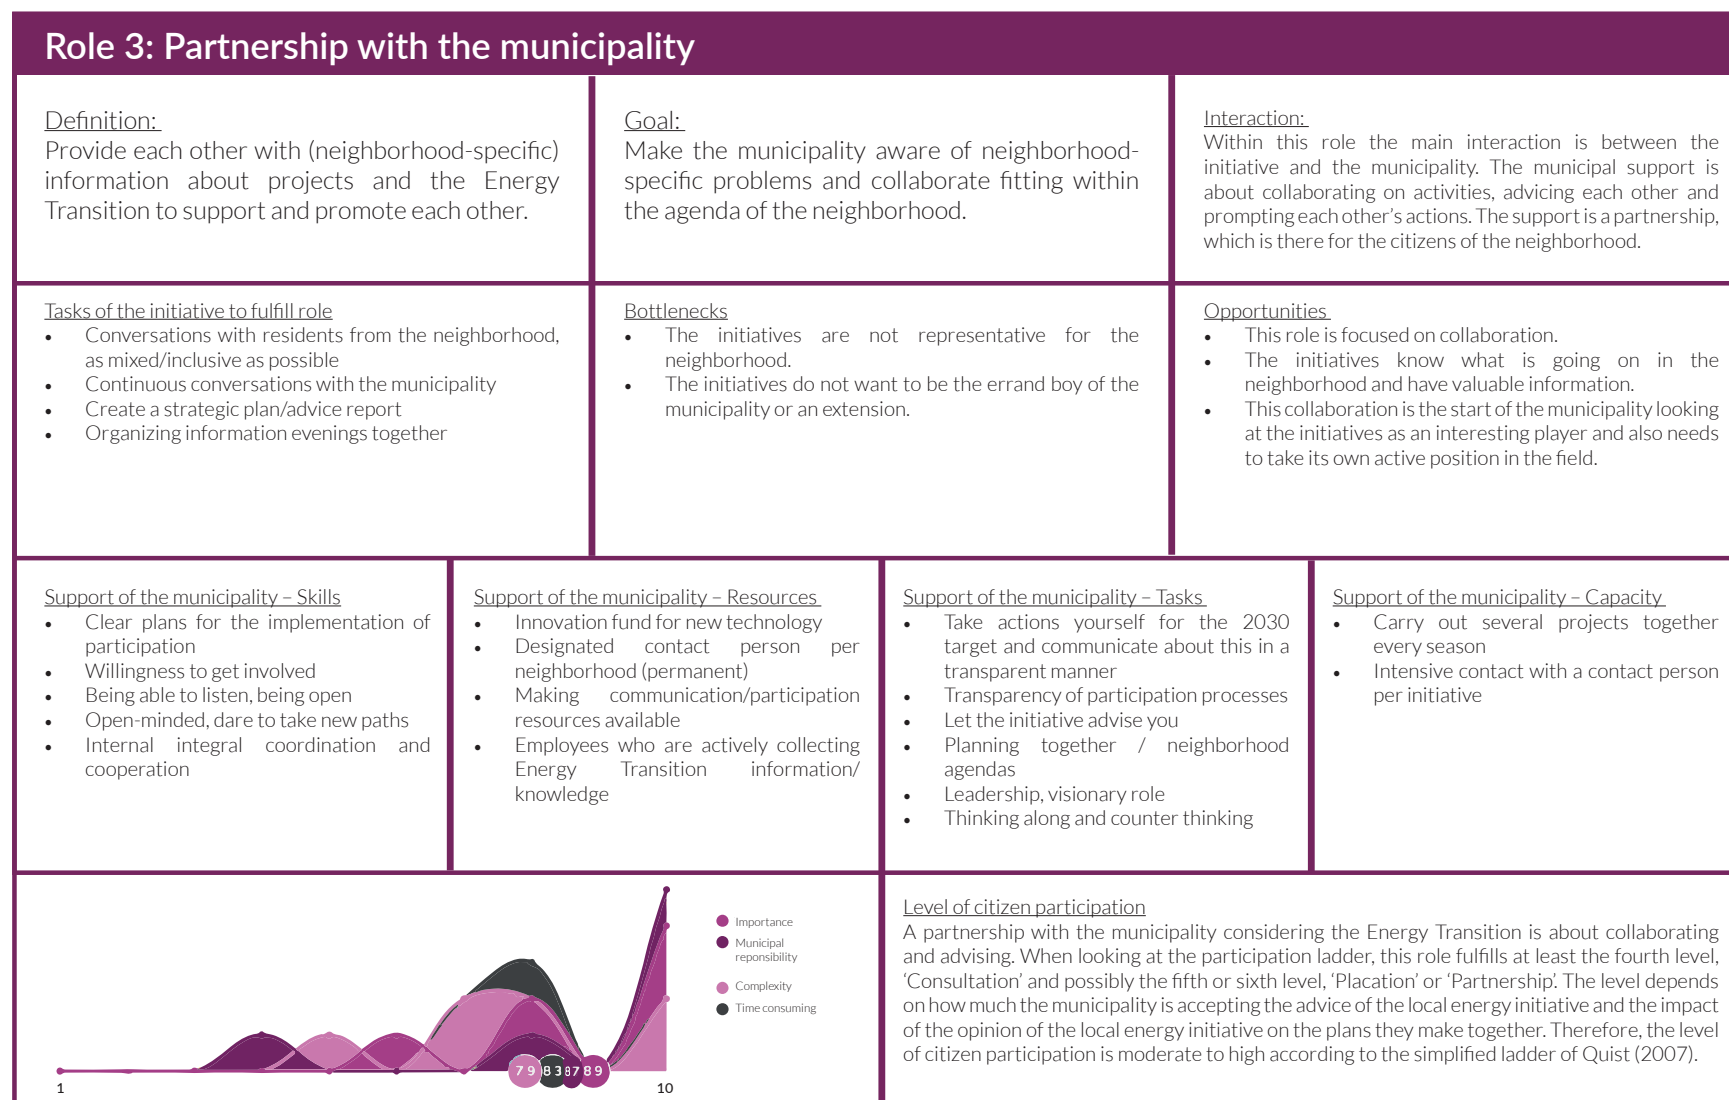 Role 3: Partnership with the municipality
Definition:
Provide each other with (neighborhood-specific)
information about projects and the Energy
Transition to support and promote each other.
Goal:
Make the municipality aware of neighborhood-
specific problems and collaborate fitting within
the agenda of the neighborhood.
Interaction:
Within this role the main interaction is between the
initiative and the municipality. The municipal support is
about collaborating on activities, advicing each other and
prompting each other's actions. The support is a partnership,
which is there for the citizens of the neighborhood.
Tasks of the initiative to fulfill role
• Conversations with residents from the neighborhood,
as mixed/inclusive as possible
• Continuous conversations with the municipality
• Create a strategic plan/advice report
• Organizing information evenings together
Bottlenecks
• The initiatives are not representative for the
neighborhood.
• The initiatives do not want to be the errand boy of the
municipality or an extension.
Opportunities
• This role is focused on collaboration.
• The initiatives know what is going on in the
neighborhood and have valuable information.
• This collaboration is the start of the municipality looking
at the initiatives as an interesting player and also needs
to take its own active position in the field.
Support of the municipality – Skills
• Clear plans for the implementation of
participation
• Willingness to get involved
• Being able to listen, being open
• Open-minded, dare to take new paths
• Internal integral coordination and
cooperation
Support of the municipality – Resources
• Innovation fund for new technology
• Designated contact person per
neighborhood (permanent)
• Making communication/participation
resources available
• Employees who are actively collecting
Energy Transition information/
knowledge
Support of the municipality – Tasks
• Take actions yourself for the 2030
target and communicate about this in a
transparent manner
• Transparency of participation processes
• Let the initiative advise you
• Planning together / neighborhood
agendas
• Leadership, visionary role
• Thinking along and counter thinking
Support of the municipality – Capacity
• Carry out several projects together
every season
• Intensive contact with a contact person
per initiative
Importance
Municipal
reponsibility
Complexity
Time consuming
7 9 8 3 8 7 8 9
1 10
Level of citizen participation
A partnership with the municipality considering the Energy Transition is about collaborating
and advising. When looking at the participation ladder, this role fulfills at least the fourth level,
'Consultation' and possibly the fifth or sixth level, 'Placation' or 'Partnership'. The level depends
on how much the municipality is accepting the advice of the local energy initiative and the impact
of the opinion of the local energy initiative on the plans they make together. Therefore, the level
of citizen participation is moderate to high according to the simplified ladder of Quist (2007).